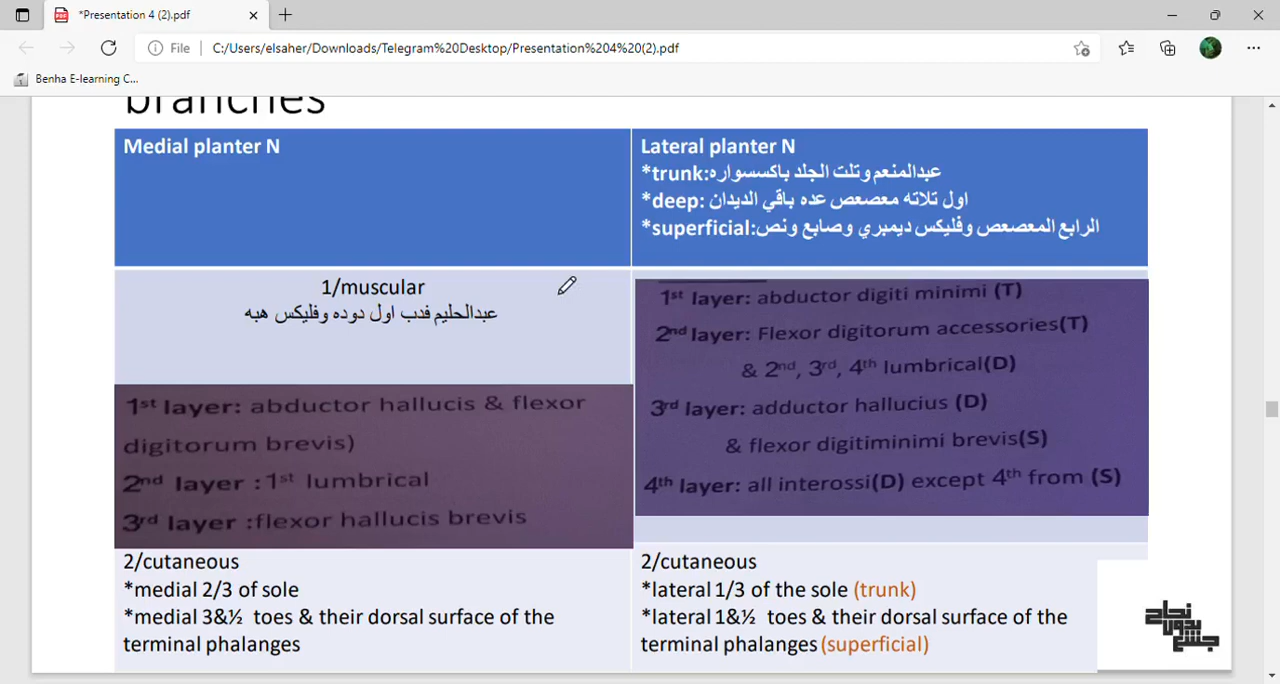 *Presentation 4 (2).pdf
File
C:/Users/elsaher/Downloads/Telegram%20Desktop/Presentation%204%20(2).pdf
Benha E-learning C...
branches
Medial planter N
Lateral planter N
*trunk:عبدالمنعم وتلت الجلد باكسسواره
*deep: اول تلاته معصعص عده باقي الديدان
*superficial:الرابع المعصعص وفليكس ديمبري وصابع ونص
1/muscular
عبدالحليم فدب اول دوده وفليكس هبه
1st layer: abductor hallucis & flexor
digitorum brevis)
2nd layer :1st lumbrical
3rd layer :flexor hallucis brevis
1st layer: abductor digiti minimi (T)
2nd layer: Flexor digitorum accessories(T)
& 2nd, 3rd, 4th lumbrical(D)
3rd layer: adductor hallucius (D)
& flexor digitiminimi brevis(S)
4th layer: all interossi(D) except 4th from (S)
2/cutaneous
*medial 2/3 of sole
*medial 3&½ toes & their dorsal surface of the
terminal phalanges
2/cutaneous
*lateral 1/3 of the sole (trunk)
*lateral 1&½ toes & their dorsal surface of the
terminal phalanges (superficial)
نجاح
بدون
جشع